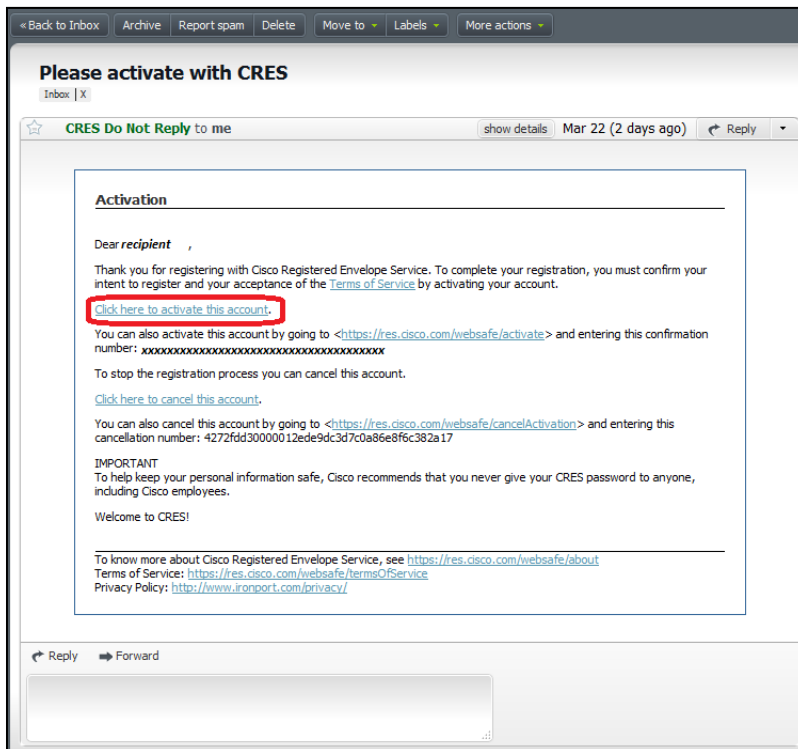 « Back to Inbox Archive Report spam Delete Move to Labels More actions
Please activate with CRES
Inbox X
CRES Do Not Reply to me show details Mar 22 (2 days ago) Reply
Activation
Dear recipient ,
Thank you for registering with Cisco Registered Envelope Service. To complete your registration, you must confirm your
intent to register and your acceptance of the Terms of Service by activating your account.
Click here to activate this account.
You can also activate this account by going to <https://res.cisco.com/websafe/activate> and entering this confirmation
number: xxxxxxxxxxxxxxxxxxxxxxxxxxxxxxxxxxxxxxxx
To stop the registration process you can cancel this account.
Click here to cancel this account.
You can also cancel this account by going to <https://res.cisco.com/websafe/cancelActivation> and entering this
cancellation number: 4272fdd30000012ede9dc3d7c0a86e8f6c382a17
IMPORTANT
To help keep your personal information safe, Cisco recommends that you never give your CRES password to anyone,
including Cisco employees.
Welcome to CRES!
To know more about Cisco Registered Envelope Service, see https://res.cisco.com/websafe/about
Terms of Service: https://res.cisco.com/websafe/termsOfService
Privacy Policy: http://www.ironport.com/privacy/
Reply Forward